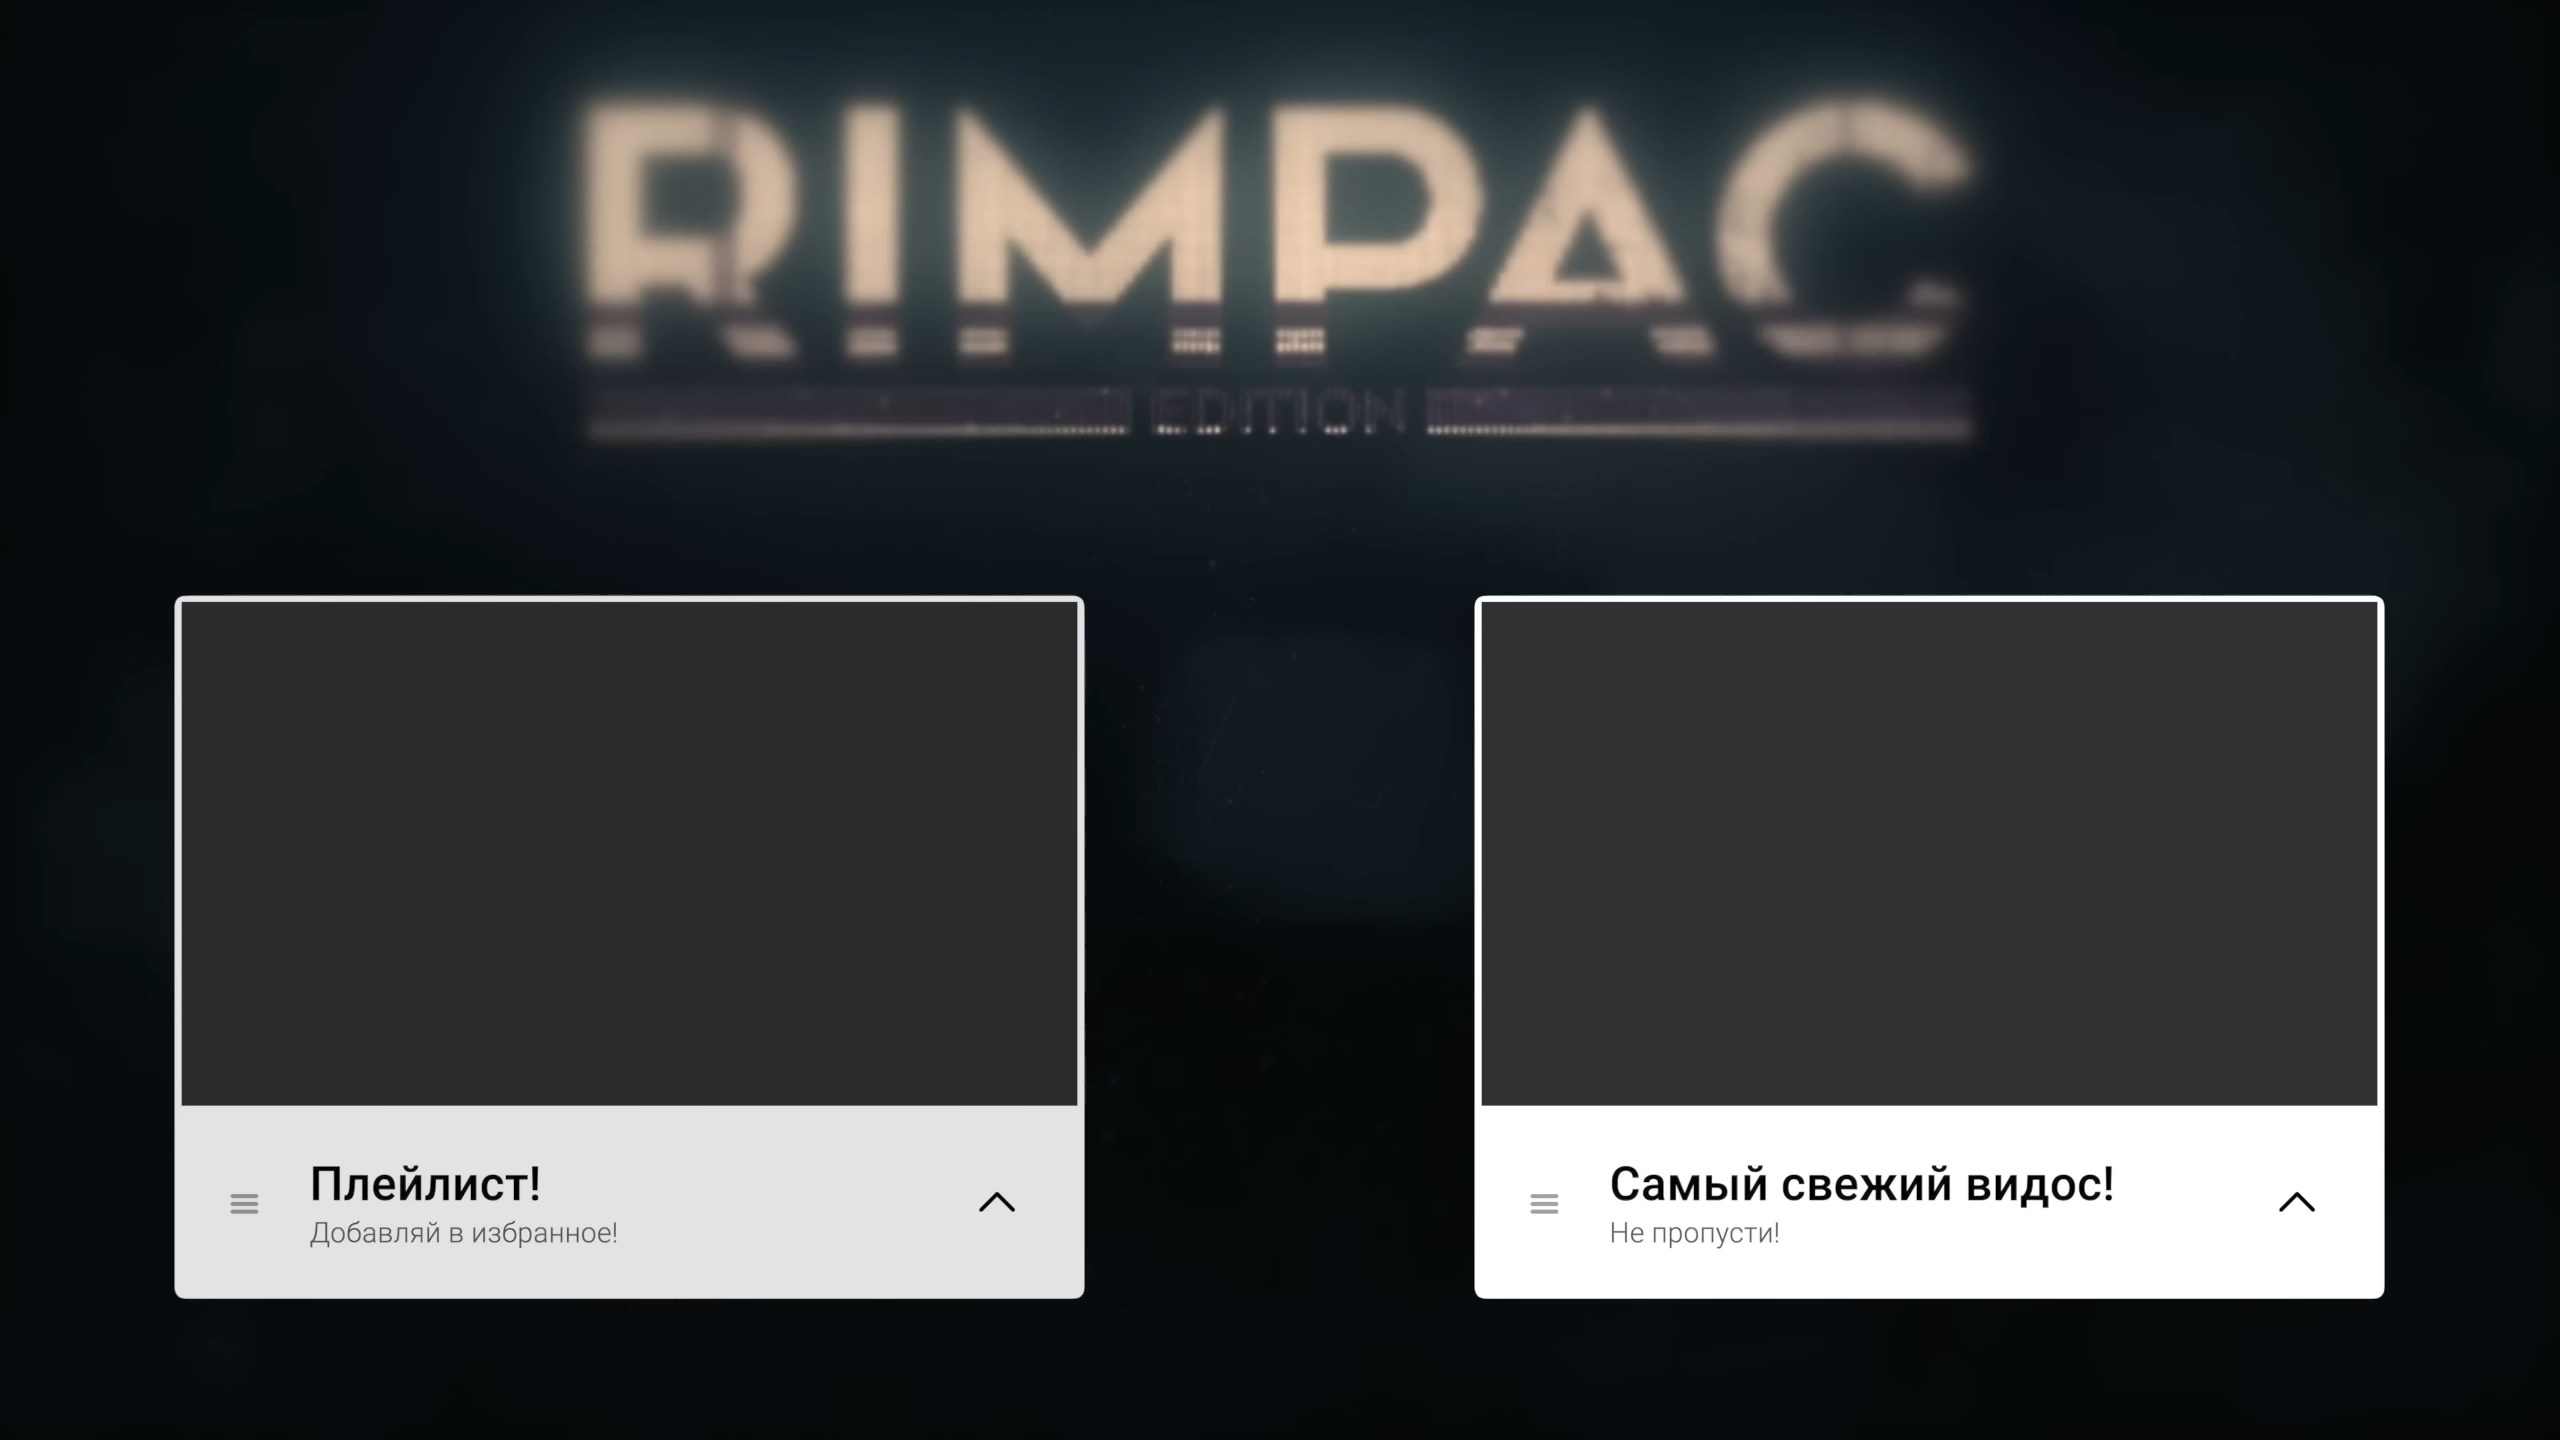 RIMPAC
EDITION
Плейлист!
Добавляй в избранное!
Самый свежий видос!
Не пропусти!